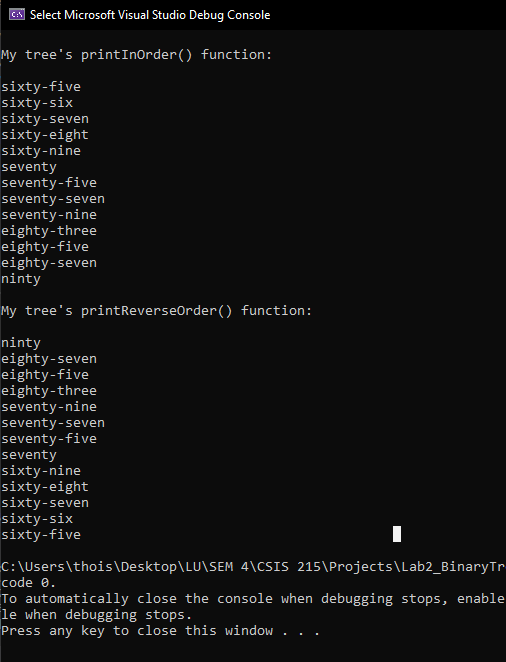 C:\ Select Microsoft Visual Studio Debug Console
My tree's printInOrder() function:
sixty-five
sixty-six
sixty-seven
sixty-eight
sixty-nine
seventy
seventy-five
seventy-seven
seventy-nine
eighty-three
eighty-five
eighty-seven
ninty
My tree's printReverseOrder() function:
ninty
eighty-seven
eighty-five
eighty-three
seventy-nine
seventy-seven
seventy-five
seventy
sixty-nine
sixty-eight
sixty-seven
sixty-six
sixty-five
C:\Users\thois\Desktop\LU\SEM 4\CSIS 215\Projects\Lab2_BinaryTr
code 0.
To automatically close the console when debugging stops, enable
le when debugging stops.
Press any key to close this window . . .